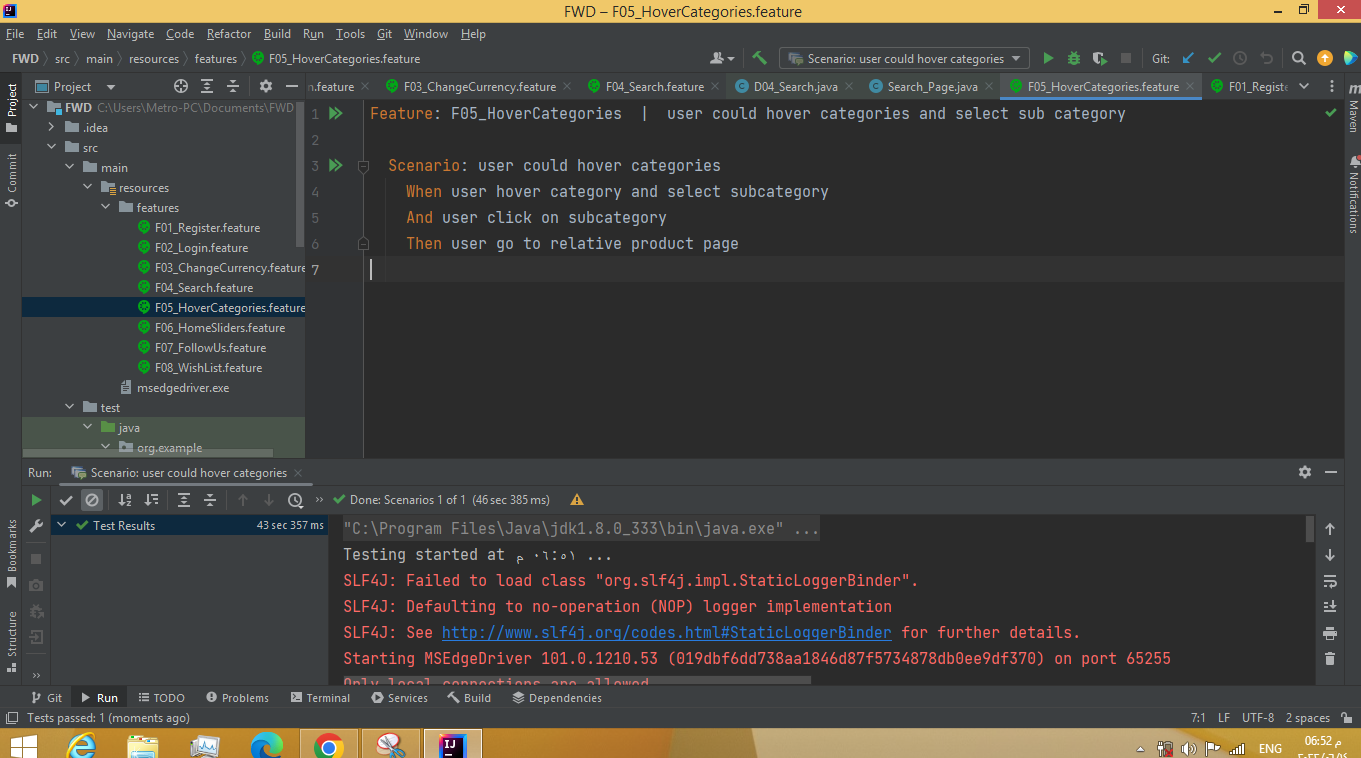 FWD – F05_HoverCategories.feature
File Edit View Navigate Code Refactor Build Run Tools Git Window Help
FWD src main resources features F05_HoverCategories.feature
Scenario: user could hover categories
Git:
Project
n.feature F03_ChangeCurrency.feature F04_Search.feature D04_Search.java Search_Page.java F05_HoverCategories.feature F01_Registe
Project
Commit
Bookmarks
Structure
FWD C:\Users\Metro-PC\Documents\FWD
.idea
src
main
resources
features
F01_Register.feature
F02_Login.feature
F03_ChangeCurrency.feature
F04_Search.feature
F05_HoverCategories.feature
F06_HomeSliders.feature
F07_FollowUs.feature
F08_WishList.feature
msedgedriver.exe
test
java
org.example
1 Feature: F05_HoverCategories | user could hover categories and select sub category
2
3 Scenario: user could hover categories
4 When user hover category and select subcategory
5 And user click on subcategory
6 Then user go to relative product page
7
m
Maven
Notifications
Run: Scenario: user could hover categories
» Done: Scenarios 1 of 1 (46 sec 385 ms)
Test Results 43 sec 357 ms
"C:\Program Files\Java\jdk1.8.0_333\bin\java.exe" ...
Testing started at ٠٦:٥١ م ...
SLF4J: Failed to load class "org.slf4j.impl.StaticLoggerBinder".
SLF4J: Defaulting to no-operation (NOP) logger implementation
SLF4J: See http://www.slf4j.org/codes.html#StaticLoggerBinder for further details.
Starting MSEdgeDriver 101.0.1210.53 (019dbf6dd738aa1846d87f5734878db0ee9df370) on port 65255
Only local connections are allowed
»
Git Run TODO Problems Terminal Services Build Dependencies
Tests passed: 1 (moments ago) 7:1 LF UTF-8 2 spaces
IJ
ENG
06:52 م